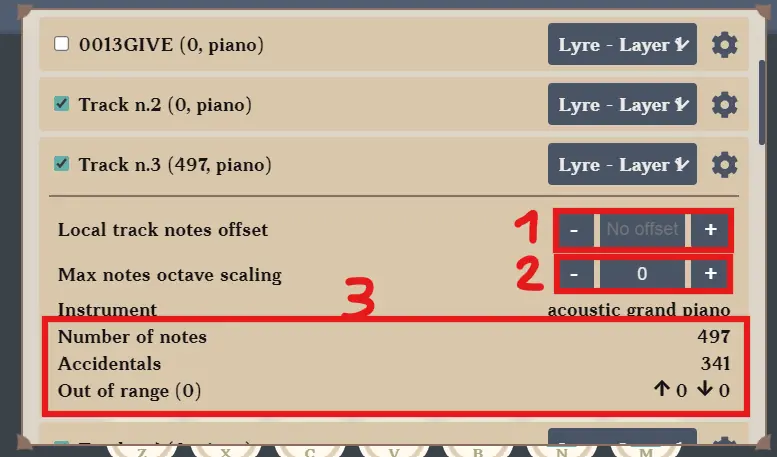 0013GIVE (0, piano) Lyre - Layer 1
Track n.2 (0, piano) Lyre - Layer 1
Track n.3 (497, piano) Lyre - Layer 1
Local track notes offset 1 - No offset +
Max notes octave scaling 2 - 0 +
3
Instrument acoustic grand piano
Number of notes 497
Accidentals 341
Out of range (0) ↑ 0 ↓ 0
Z X C V B N M